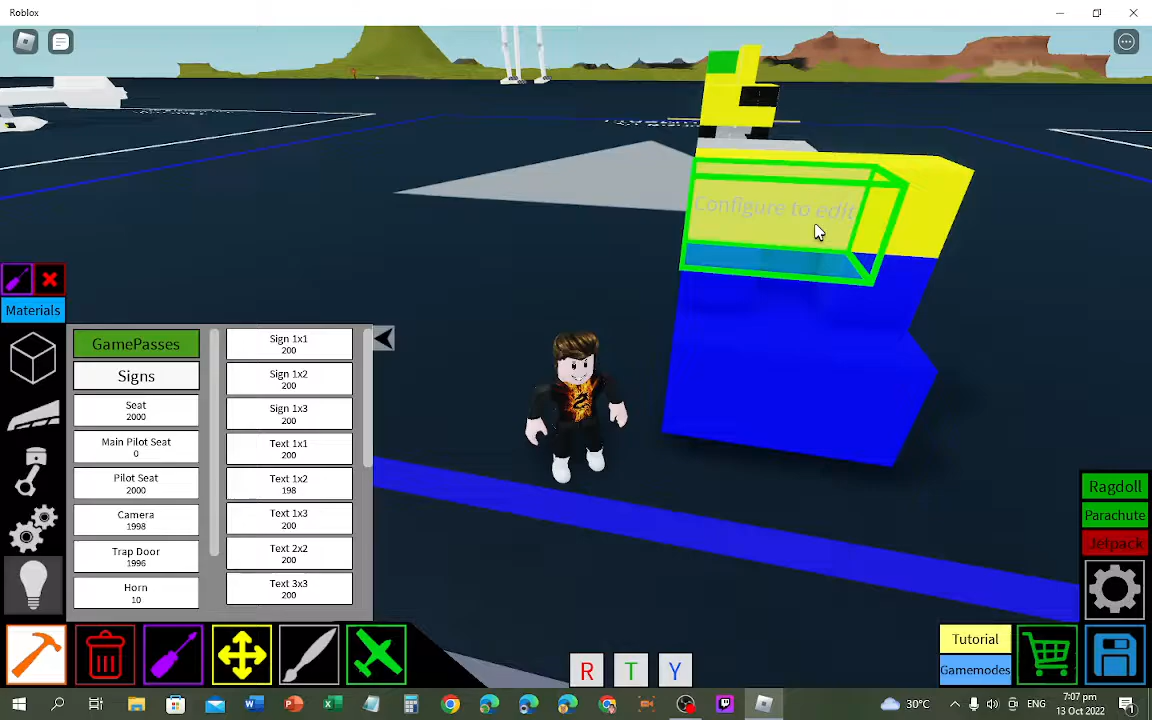 Roblox
Configure to edit
Materials
GamePasses
Signs
Seat
2000
Main Pilot Seat
0
Pilot Seat
2000
Camera
1998
Trap Door
1996
Horn
10
Sign 1x1
200
Sign 1x2
200
Sign 1x3
200
Text 1x1
200
Text 1x2
198
Text 1x3
200
Text 2x2
200
Text 3x3
200
Ragdoll
Parachute
Jetpack
Tutorial
Gamemodes
R T Y
30°C
ENG
7:07 pm
13 Oct 2022
1